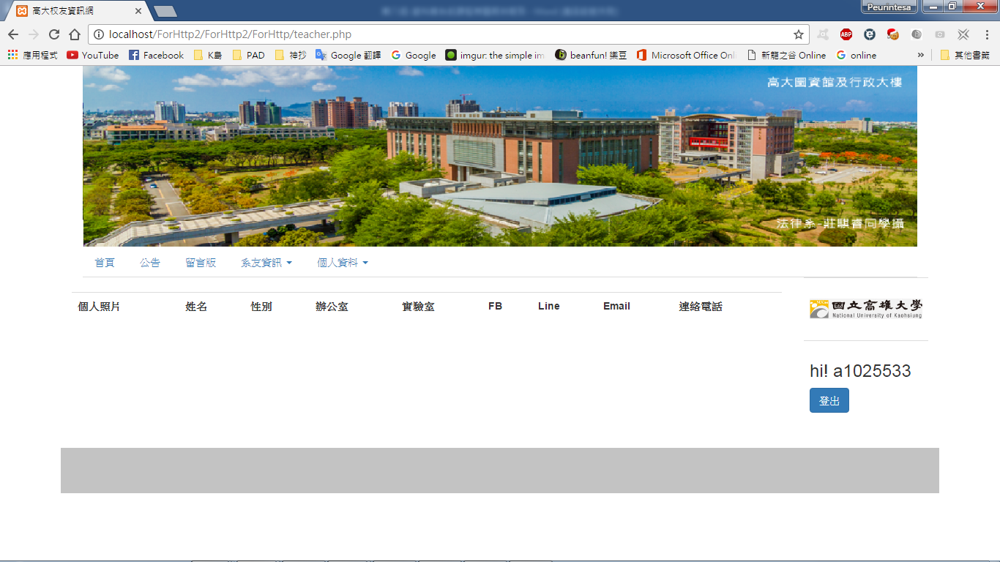 高大校友資訊網
Peurintesa
localhost/ForHttp2/ForHttp2/ForHttp/teacher.php
ABP
應用程式 YouTube Facebook K島 PAD 神抄 Google 翻譯 Google imgur: the simple im beanfun! 樂豆 Microsoft Office Onl 新龍之谷 Online online » 其他書籤
高大圖資館及行政大樓
法律系-莊騏睿同學攝
首頁 公告 留言版 系友資訊 個人資料
個人照片 姓名 性別 辦公室 實驗室 FB Line Email 連絡電話
國立高雄大學
National University of Kaohsiung
hi! a1025533
登出